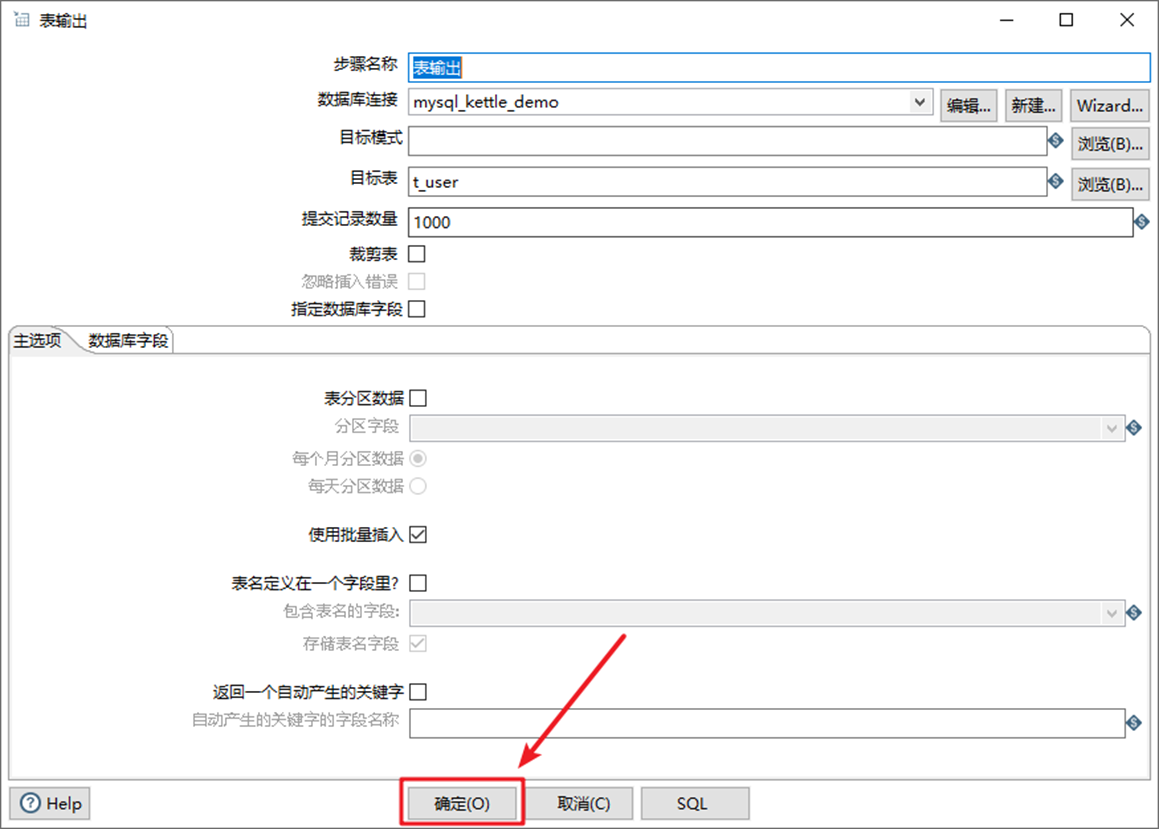 表输出
步骤名称 表输出
数据库连接 mysql_kettle_demo 编辑... 新建... Wizard...
目标模式 浏览(B)...
目标表 t_user 浏览(B)...
提交记录数量 1000
裁剪表
忽略插入错误
指定数据库字段
主选项 数据库字段
表分区数据
分区字段
每个月分区数据
每天分区数据
使用批量插入
表名定义在一个字段里?
包含表名的字段:
存储表名字段
返回一个自动产生的关键字
自动产生的关键字的字段名称
Help 确定(O) 取消(C) SQL